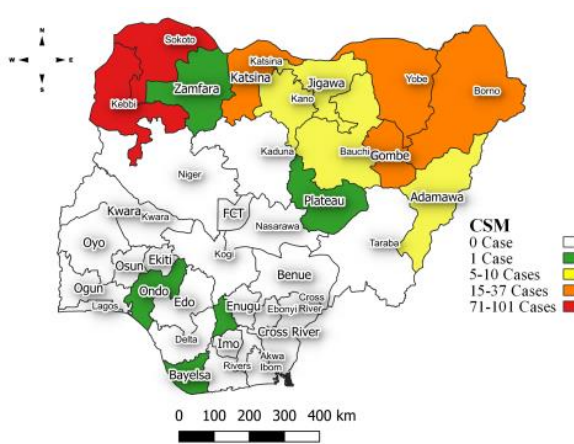 N
W E
S
Sokoto
Kebbi
Zamfara
Katsina
Katsina
Jigawa
Kano
Yobe
Borno
Bauchi
Gombe
Kaduna
Niger
Plateau
Adamawa
Kwara
Kwara
FCT
Nasarawa
Taraba
Oyo
Osun
Ekiti
Kogi
Benue
Ogun
Lagos
Ondo
Edo
Enugu
Ebonyi
Cross
River
Cross River
Delta
Imo
Rivers
Akwa
Ibom
Bayelsa
CSM
0 Case
1 Case
5-10 Cases
15-37 Cases
71-101 Cases
0 100 200 300 400 km